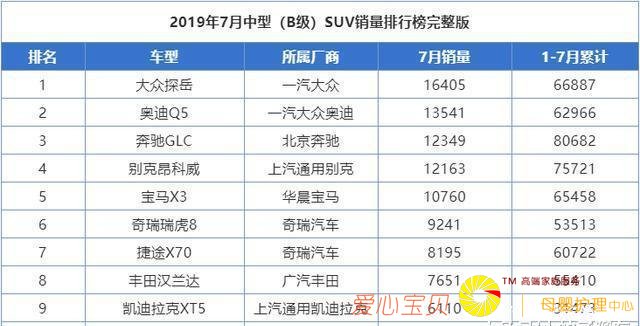 2019年7月中型（B级）SUV销量排行榜完整版
排名 车型 所属厂商 7月销量 1-7月累计
1 大众探岳 一汽大众 16405 66887
2 奥迪Q5 一汽大众奥迪 13541 62966
3 奔驰GLC 北京奔驰 12349 80682
4 别克昂科威 上汽通用别克 12163 75721
5 宝马X3 华晨宝马 10760 65458
6 奇瑞瑞虎8 奇瑞汽车 9241 53513
7 捷途X70 奇瑞汽车 8195 60722
8 丰田汉兰达 广汽丰田 7651 55410
TM 高端家政服务
9 凯迪拉克XT5 上汽通用凯迪拉克 6110
爱心宝贝 母婴护理中心